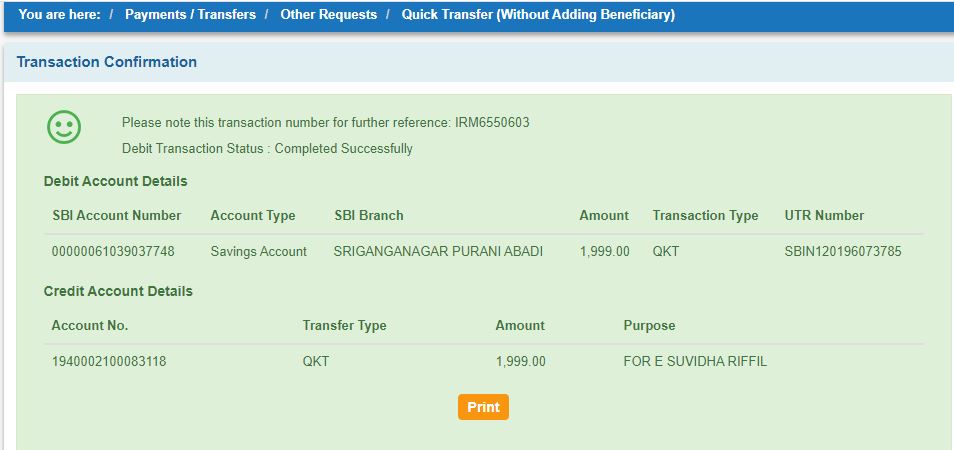 You are here: / Payments / Transfers / Other Requests / Quick Transfer (Without Adding Beneficiary)
Transaction Confirmation
Please note this transaction number for further reference: IRM6550603
Debit Transaction Status : Completed Successfully
Debit Account Details
SBI Account Number Account Type SBI Branch Amount Transaction Type UTR Number
00000061039037748 Savings Account SRIGANGANAGAR PURANI ABADI 1,999.00 QKT SBIN120196073785
Credit Account Details
Account No. Transfer Type Amount Purpose
1940002100083118 QKT 1,999.00 FOR E SUVIDHA RIFFIL
Print